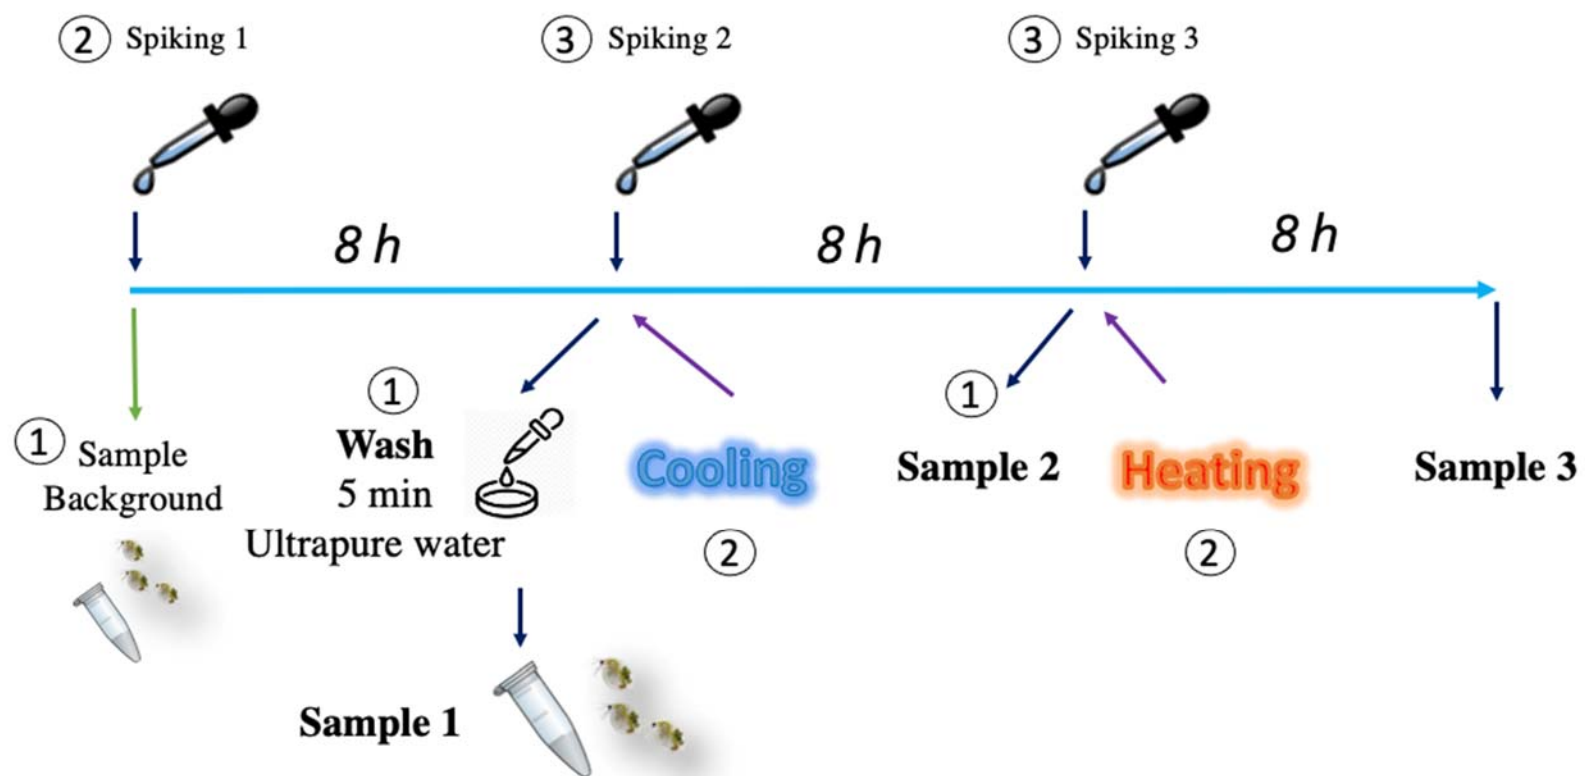 ② Spiking 1
③ Spiking 2
③ Spiking 3
8 h
8 h
8 h
① Sample
Background
①
Wash
5 min
Ultrapure water
Cooling
②
①
Sample 2
Heating
②
Sample 3
Sample 1